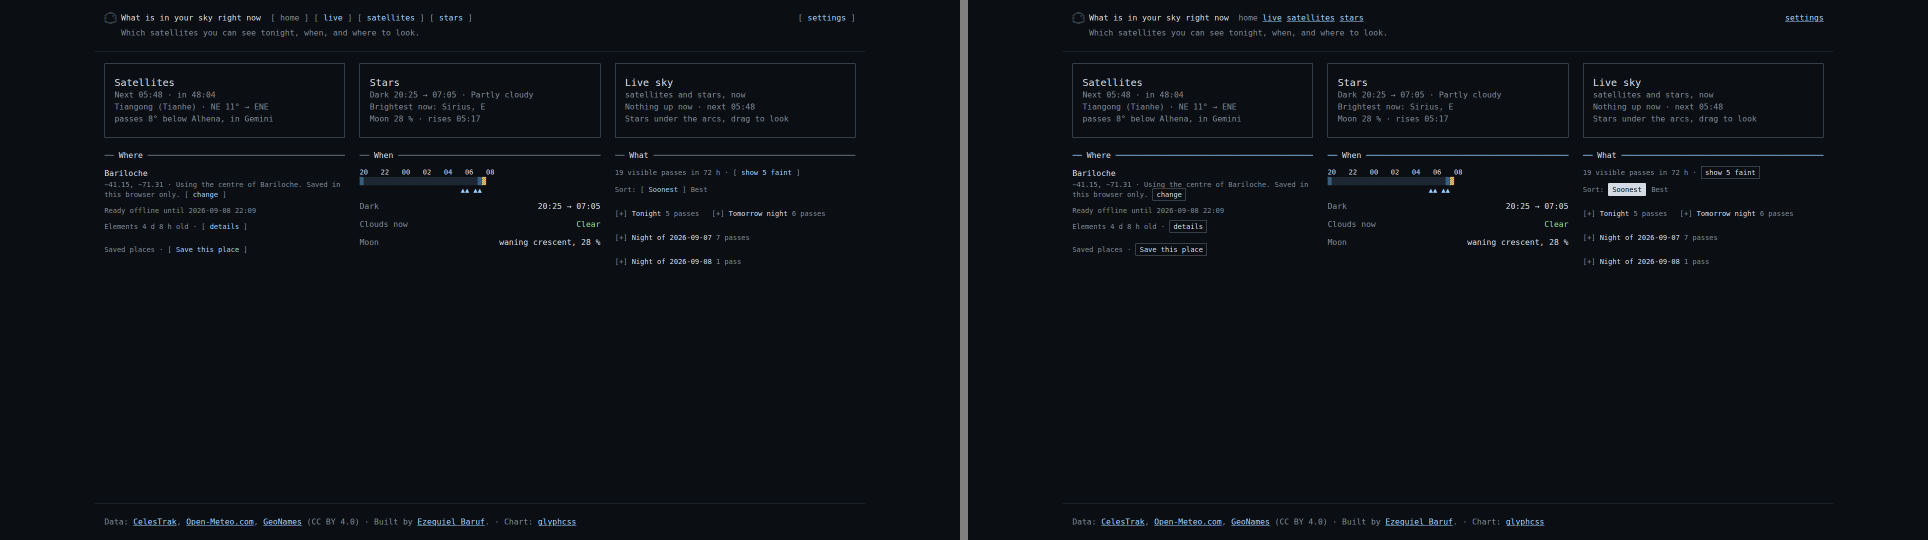 What is in your sky right now [ home ] [ live ] [ satellites ] [ stars ] [ settings ]
Which satellites you can see tonight, when, and where to look.
Satellites
Next 05:48 · in 48:04
Tiangong (Tianhe) · NE 11° → ENE
passes 8° below Alhena, in Gemini
Stars
Dark 20:25 → 07:05 · Partly cloudy
Brightest now: Sirius, E
Moon 28 % · rises 05:17
Live sky
satellites and stars, now
Nothing up now · next 05:48
Stars under the arcs, drag to look
Where
Bariloche
−41.15, −71.31 · Using the centre of Bariloche. Saved in
this browser only. [ change ]
Ready offline until 2026-09-08 22:09
Elements 4 d 8 h old · [ details ]
Saved places · [ Save this place ]
When
20 22 00 02 04 06 08
▲▲ ▲▲
Dark 20:25 → 07:05
Clouds now Clear
Moon waning crescent, 28 %
What
19 visible passes in 72 h · [ show 5 faint ]
Sort: [ Soonest ] Best
[+] Tonight 5 passes [+] Tomorrow night 6 passes
[+] Night of 2026-09-07 7 passes
[+] Night of 2026-09-08 1 pass
Data: CelesTrak, Open-Meteo.com, GeoNames (CC BY 4.0) · Built by Ezequiel Baruf. · Chart: glyphcss
What is in your sky right now home live satellites stars settings
Which satellites you can see tonight, when, and where to look.
Satellites
Next 05:48 · in 48:04
Tiangong (Tianhe) · NE 11° → ENE
passes 8° below Alhena, in Gemini
Stars
Dark 20:25 → 07:05 · Partly cloudy
Brightest now: Sirius, E
Moon 28 % · rises 05:17
Live sky
satellites and stars, now
Nothing up now · next 05:48
Stars under the arcs, drag to look
Where
Bariloche
−41.15, −71.31 · Using the centre of Bariloche. Saved in
this browser only. change
Ready offline until 2026-09-08 22:09
Elements 4 d 8 h old · details
Saved places · Save this place
When
20 22 00 02 04 06 08
▲▲ ▲▲
Dark 20:25 → 07:05
Clouds now Clear
Moon waning crescent, 28 %
What
19 visible passes in 72 h · show 5 faint
Sort: Soonest Best
[+] Tonight 5 passes [+] Tomorrow night 6 passes
[+] Night of 2026-09-07 7 passes
[+] Night of 2026-09-08 1 pass
Data: CelesTrak, Open-Meteo.com, GeoNames (CC BY 4.0) · Built by Ezequiel Baruf. · Chart: glyphcss